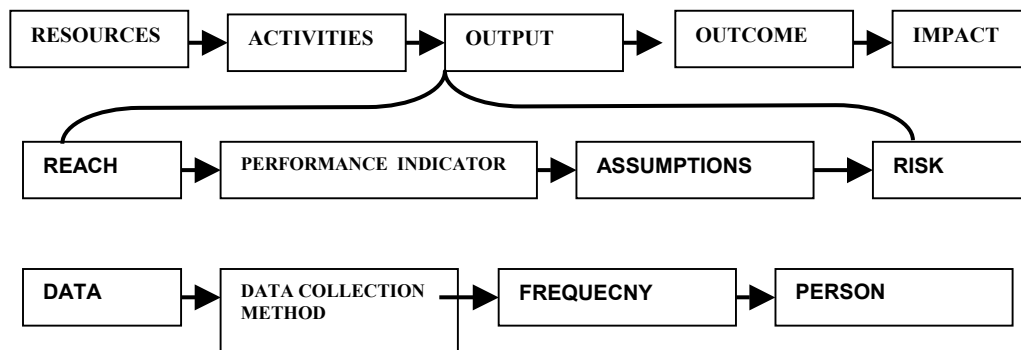 RESOURCES
ACTIVITIES
OUTPUT
OUTCOME
IMPACT
REACH
PERFORMANCE INDICATOR
ASSUMPTIONS
RISK
DATA
DATA COLLECTION
METHOD
FREQUECNY
PERSON